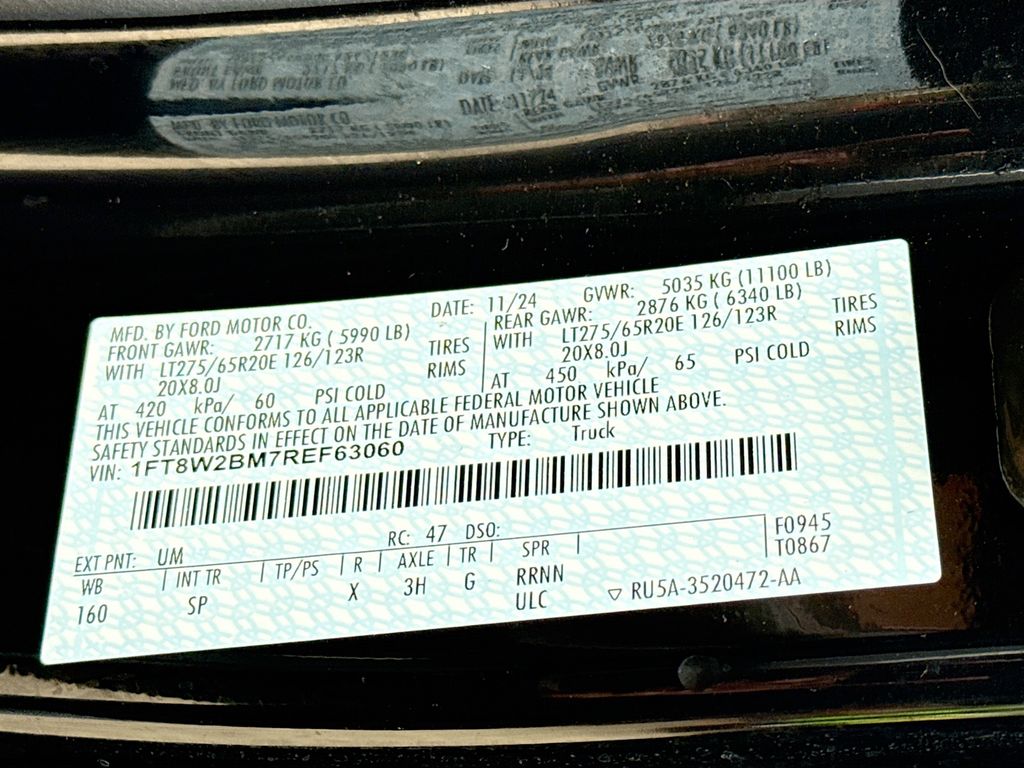 MFD. BY FORD MOTOR CO. DATE: 11/24 GVWR: 5035 KG (11100 LB)
FRONT GAWR: 2717 KG ( 5990 LB) REAR GAWR: 2876 KG ( 6340 LB)
WITH LT275/65R20E 126/123R TIRES WITH LT275/65R20E 126/123R TIRES
20X8.0J RIMS 20X8.0J RIMS
AT 420 kPa/ 60 PSI COLD AT 450 kPa/ 65 PSI COLD
THIS VEHICLE CONFORMS TO ALL APPLICABLE FEDERAL MOTOR VEHICLE
SAFETY STANDARDS IN EFFECT ON THE DATE OF MANUFACTURE SHOWN ABOVE.
VIN: 1FT8W2BM7REF63060 TYPE: Truck
EXT PNT: UM RC: 47 DSO: F0945
WB INT TR TP/PS R AXLE TR SPR T0867
160 SP X 3H G RRNN
ULC ▽ RU5A-3520472-AA